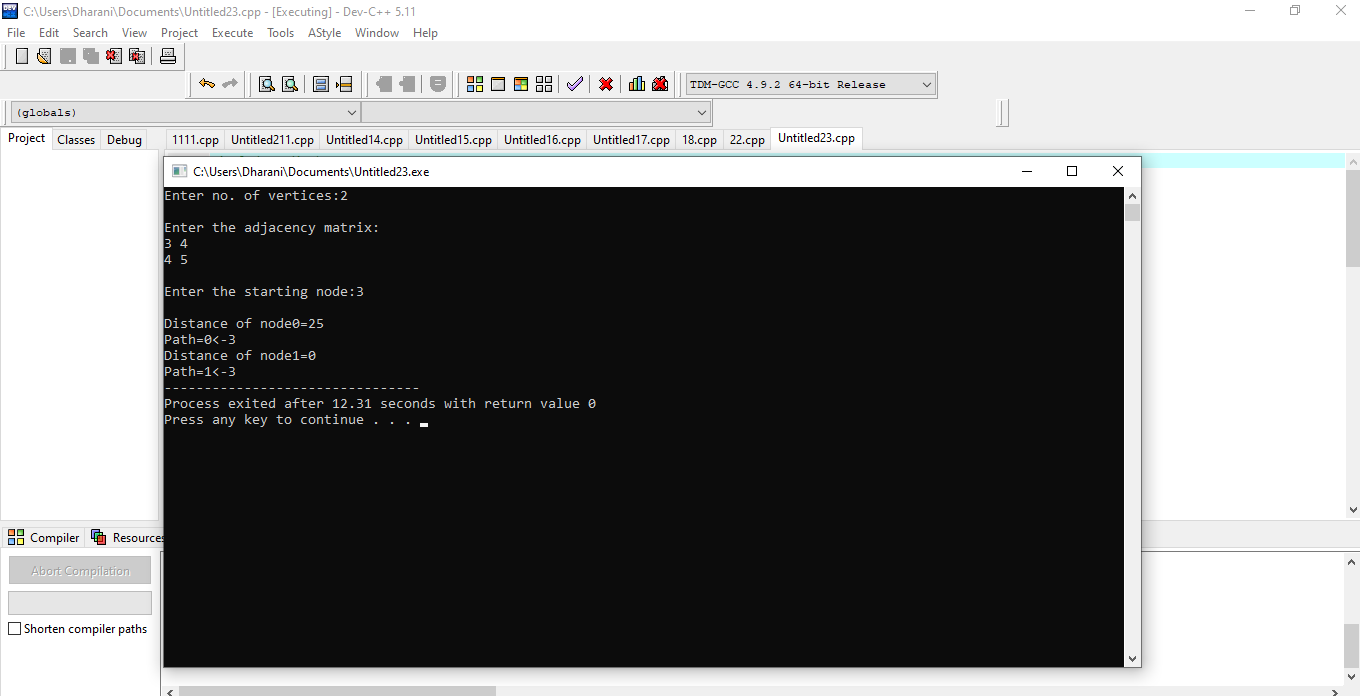 C:\Users\Dharani\Documents\Untitled23.cpp - [Executing] - Dev-C++ 5.11
File Edit Search View Project Execute Tools AStyle Window Help
TDM-GCC 4.9.2 64-bit Release
(globals)
Project Classes Debug 1111.cpp Untitled211.cpp Untitled14.cpp Untitled15.cpp Untitled16.cpp Untitled17.cpp 18.cpp 22.cpp Untitled23.cpp
C:\Users\Dharani\Documents\Untitled23.exe
Enter no. of vertices:2
Enter the adjacency matrix:
3 4
4 5
Enter the starting node:3
Distance of node0=25
Path=0<-3
Distance of node1=0
Path=1<-3
--------------------------------
Process exited after 12.31 seconds with return value 0
Press any key to continue . . .
Compiler Resources
Abort Compilation
Shorten compiler paths